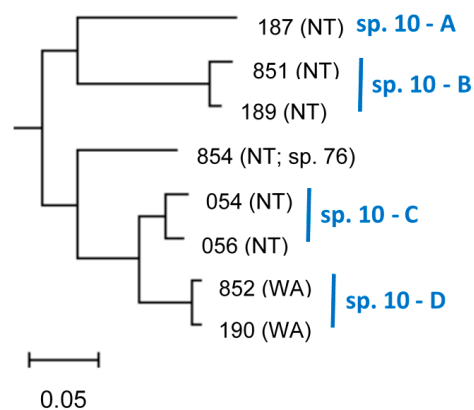 187 (NT) sp. 10 - A
851 (NT)
sp. 10 - B
189 (NT)
854 (NT; sp. 76)
054 (NT)
sp. 10 - C
056 (NT)
852 (WA)
sp. 10 - D
190 (WA)
0.05